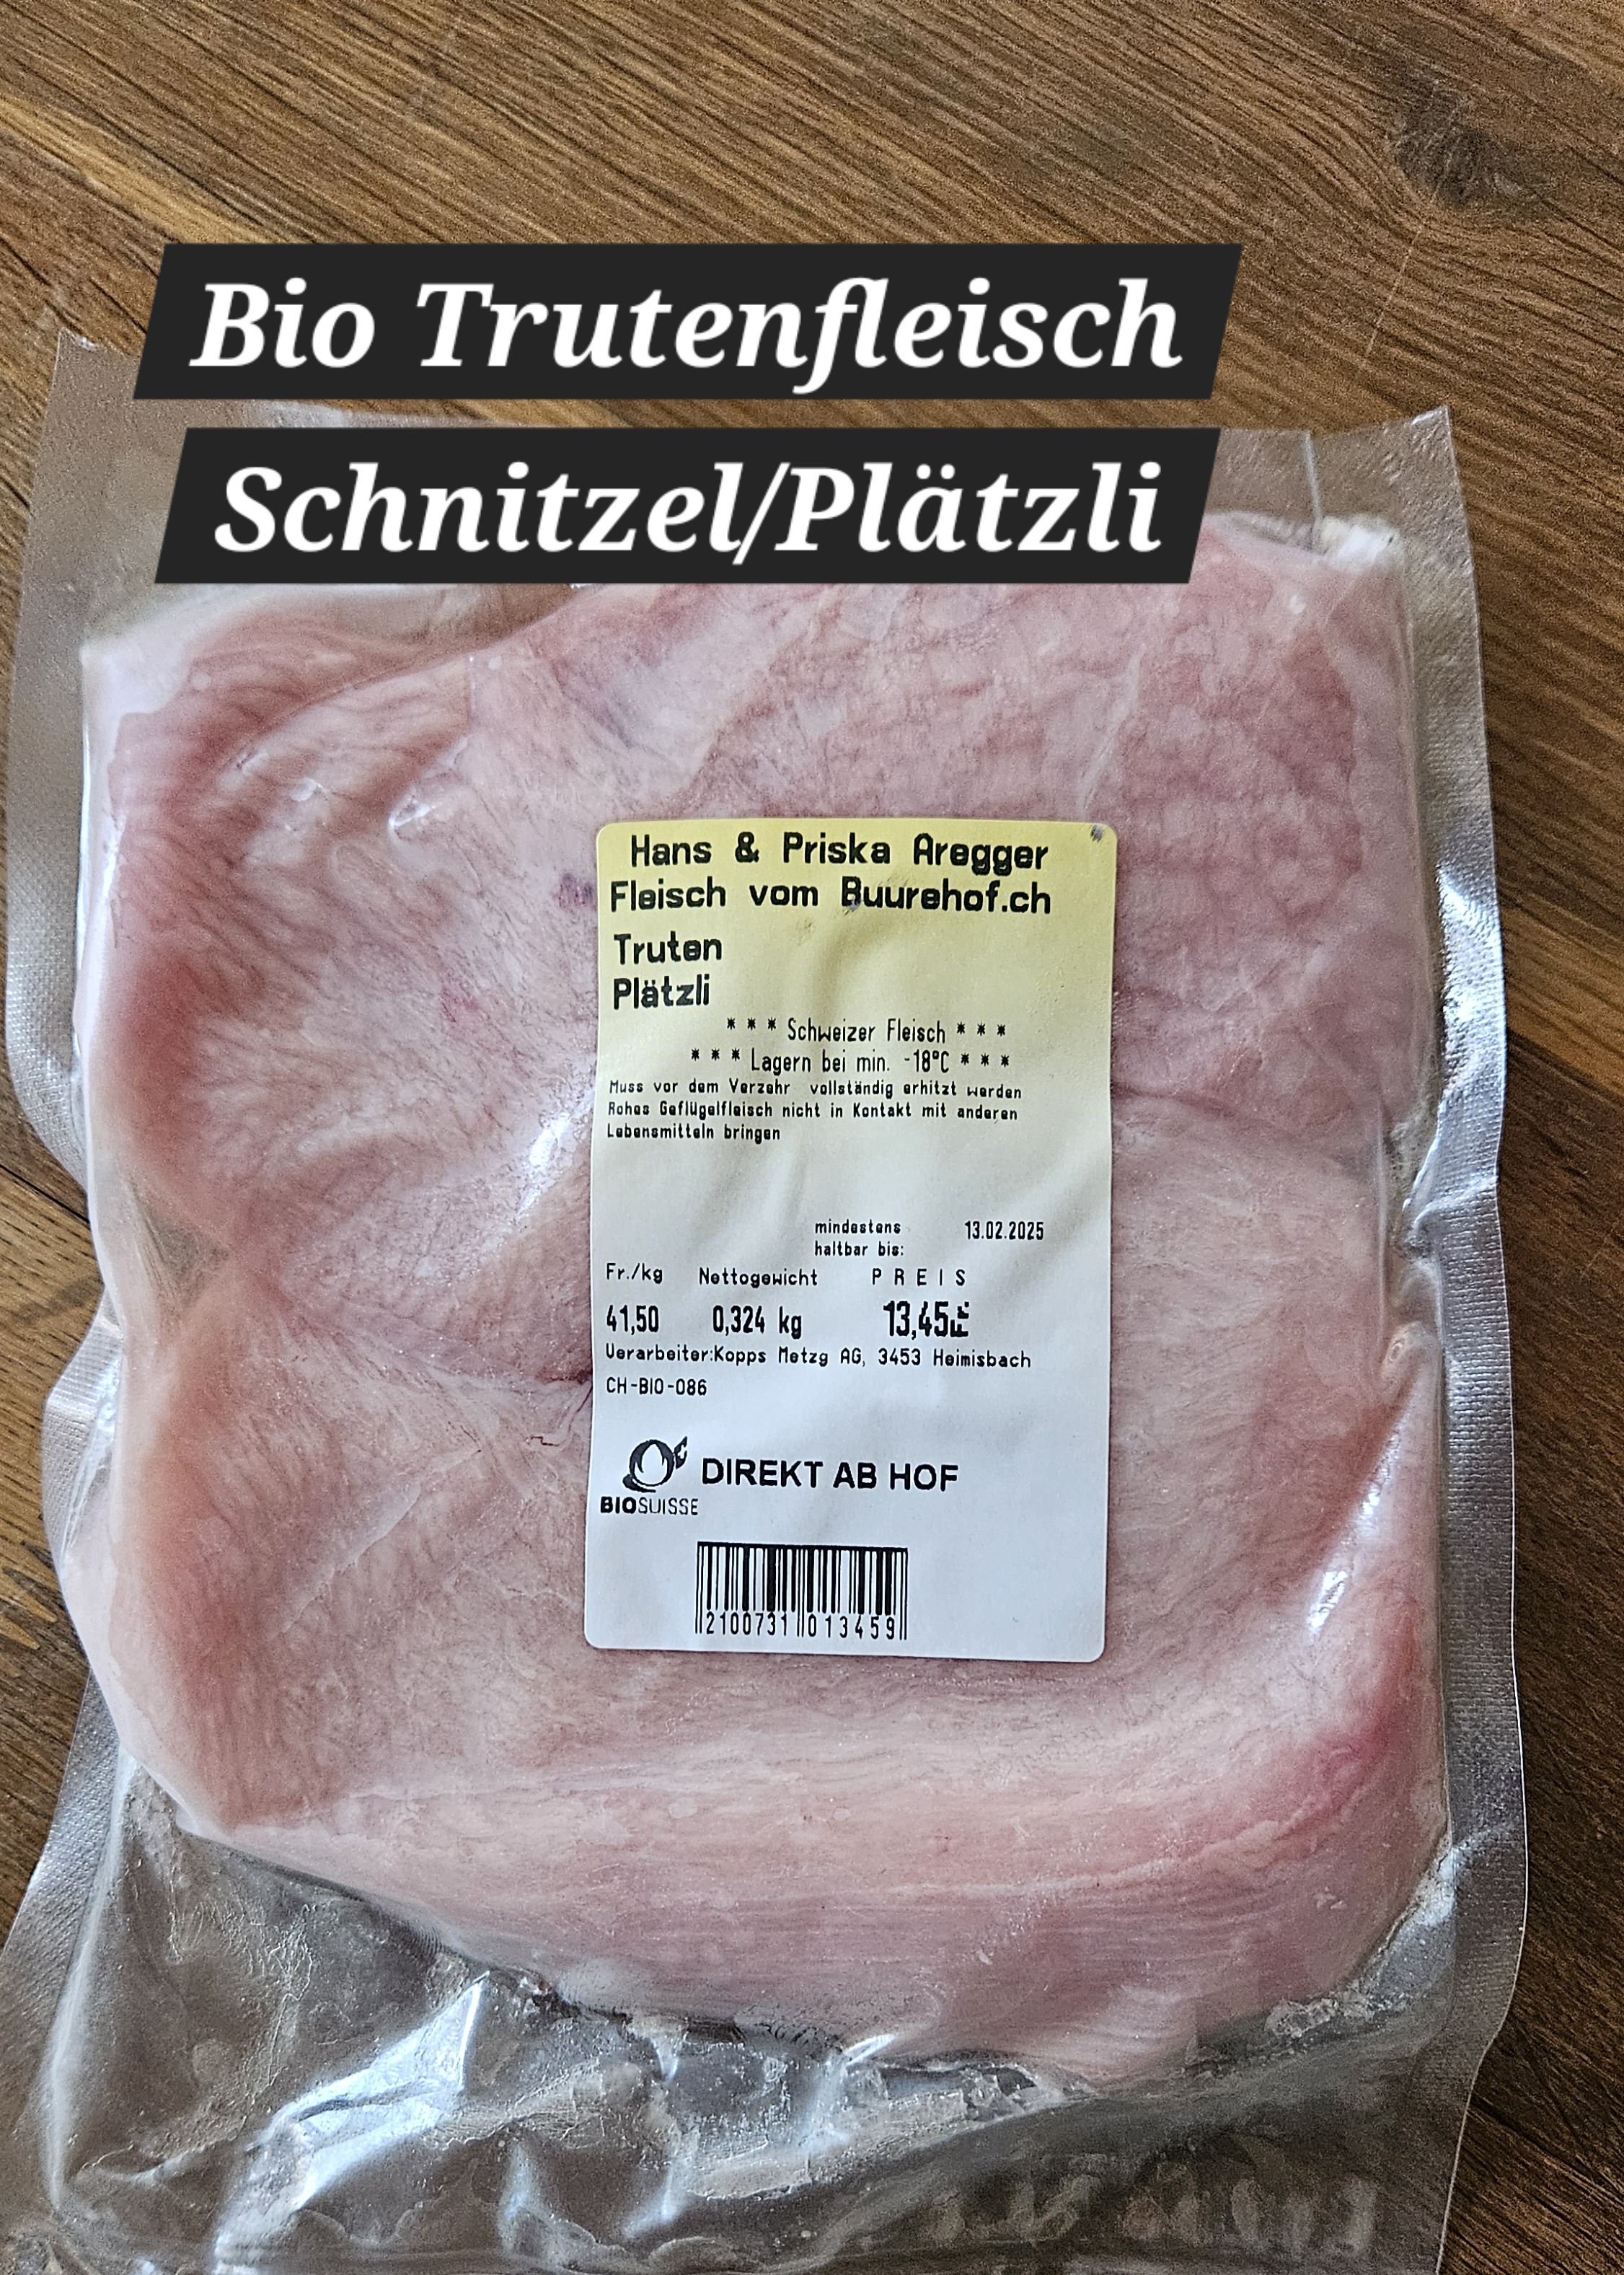 Bio Trutenfleisch
Schnitzel/Plätzli
Hans & Priska Aregger
Fleisch vom Buurehof.ch
Truten
Plätzli
*** Schweizer Fleisch ***
*** Lagern bei min. -18°C ***
Muss vor dem Verzehr vollständig erhitzt werden
Rohes Geflügelfleisch nicht in Kontakt mit anderen
Lebensmitteln bringen
mindestens 13.02.2025
haltbar bis:
Fr./kg Nettogewicht PREIS
41,50 0,324 kg 13,45
Verarbeiter:Kopps Metzg AG, 3453 Heimisbach
CH-BIO-086
DIREKT AB HOF
BIOSUISSE
2100731 013459